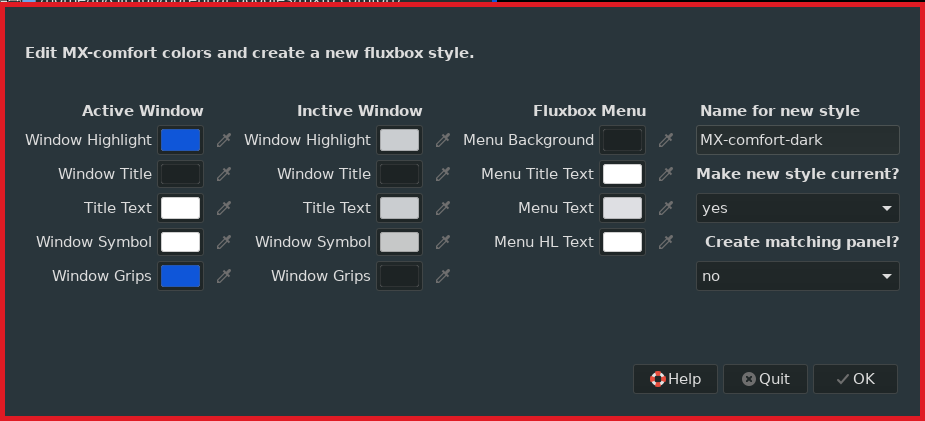 Edit MX-comfort colors and create a new fluxbox style.
Active Window Inctive Window Fluxbox Menu Name for new style
Window Highlight Window Highlight Menu Background MX-comfort-dark
Window Title Window Title Menu Title Text Make new style current?
Title Text Title Text Menu Text yes
Window Symbol Window Symbol Menu HL Text Create matching panel?
Window Grips Window Grips no
Help Quit OK